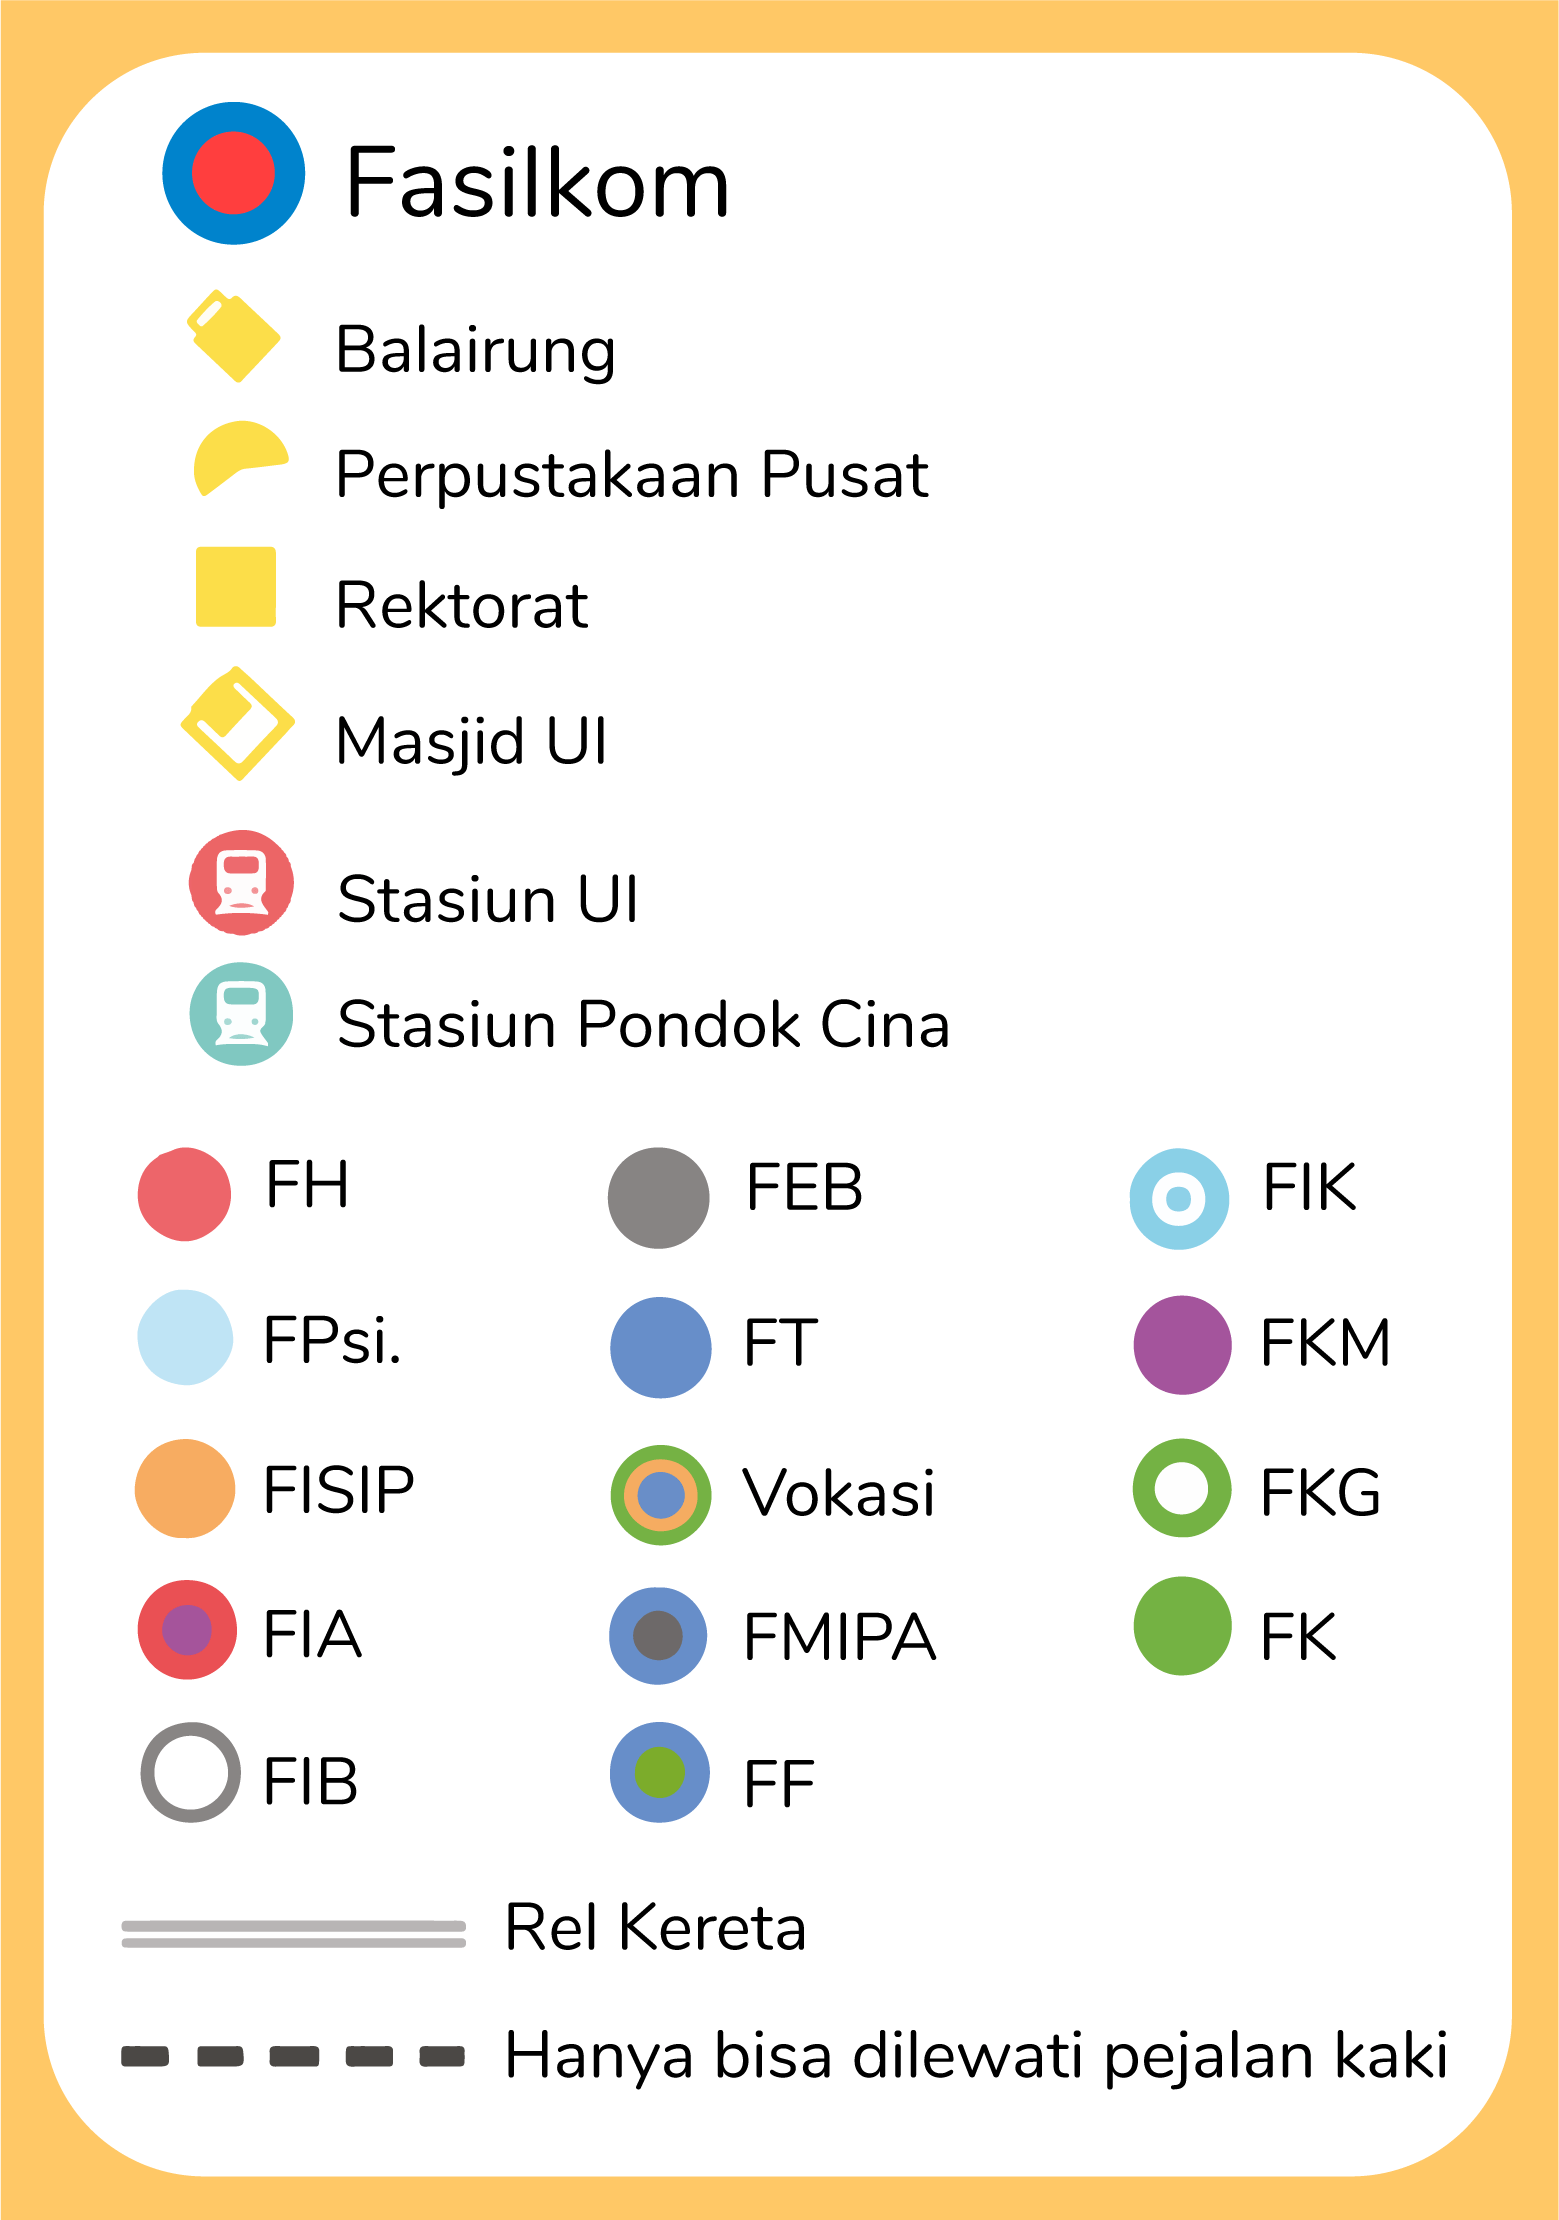 Fasilkom
Balairung
Perpustakaan Pusat
Rektorat
Masjid UI
Stasiun UI
Stasiun Pondok Cina
FH
FEB
FIK
FPsi.
FT
FKM
FISIP
Vokasi
FKG
FIA
FMIPA
FK
FIB
FF
Rel Kereta
Hanya bisa dilewati pejalan kaki